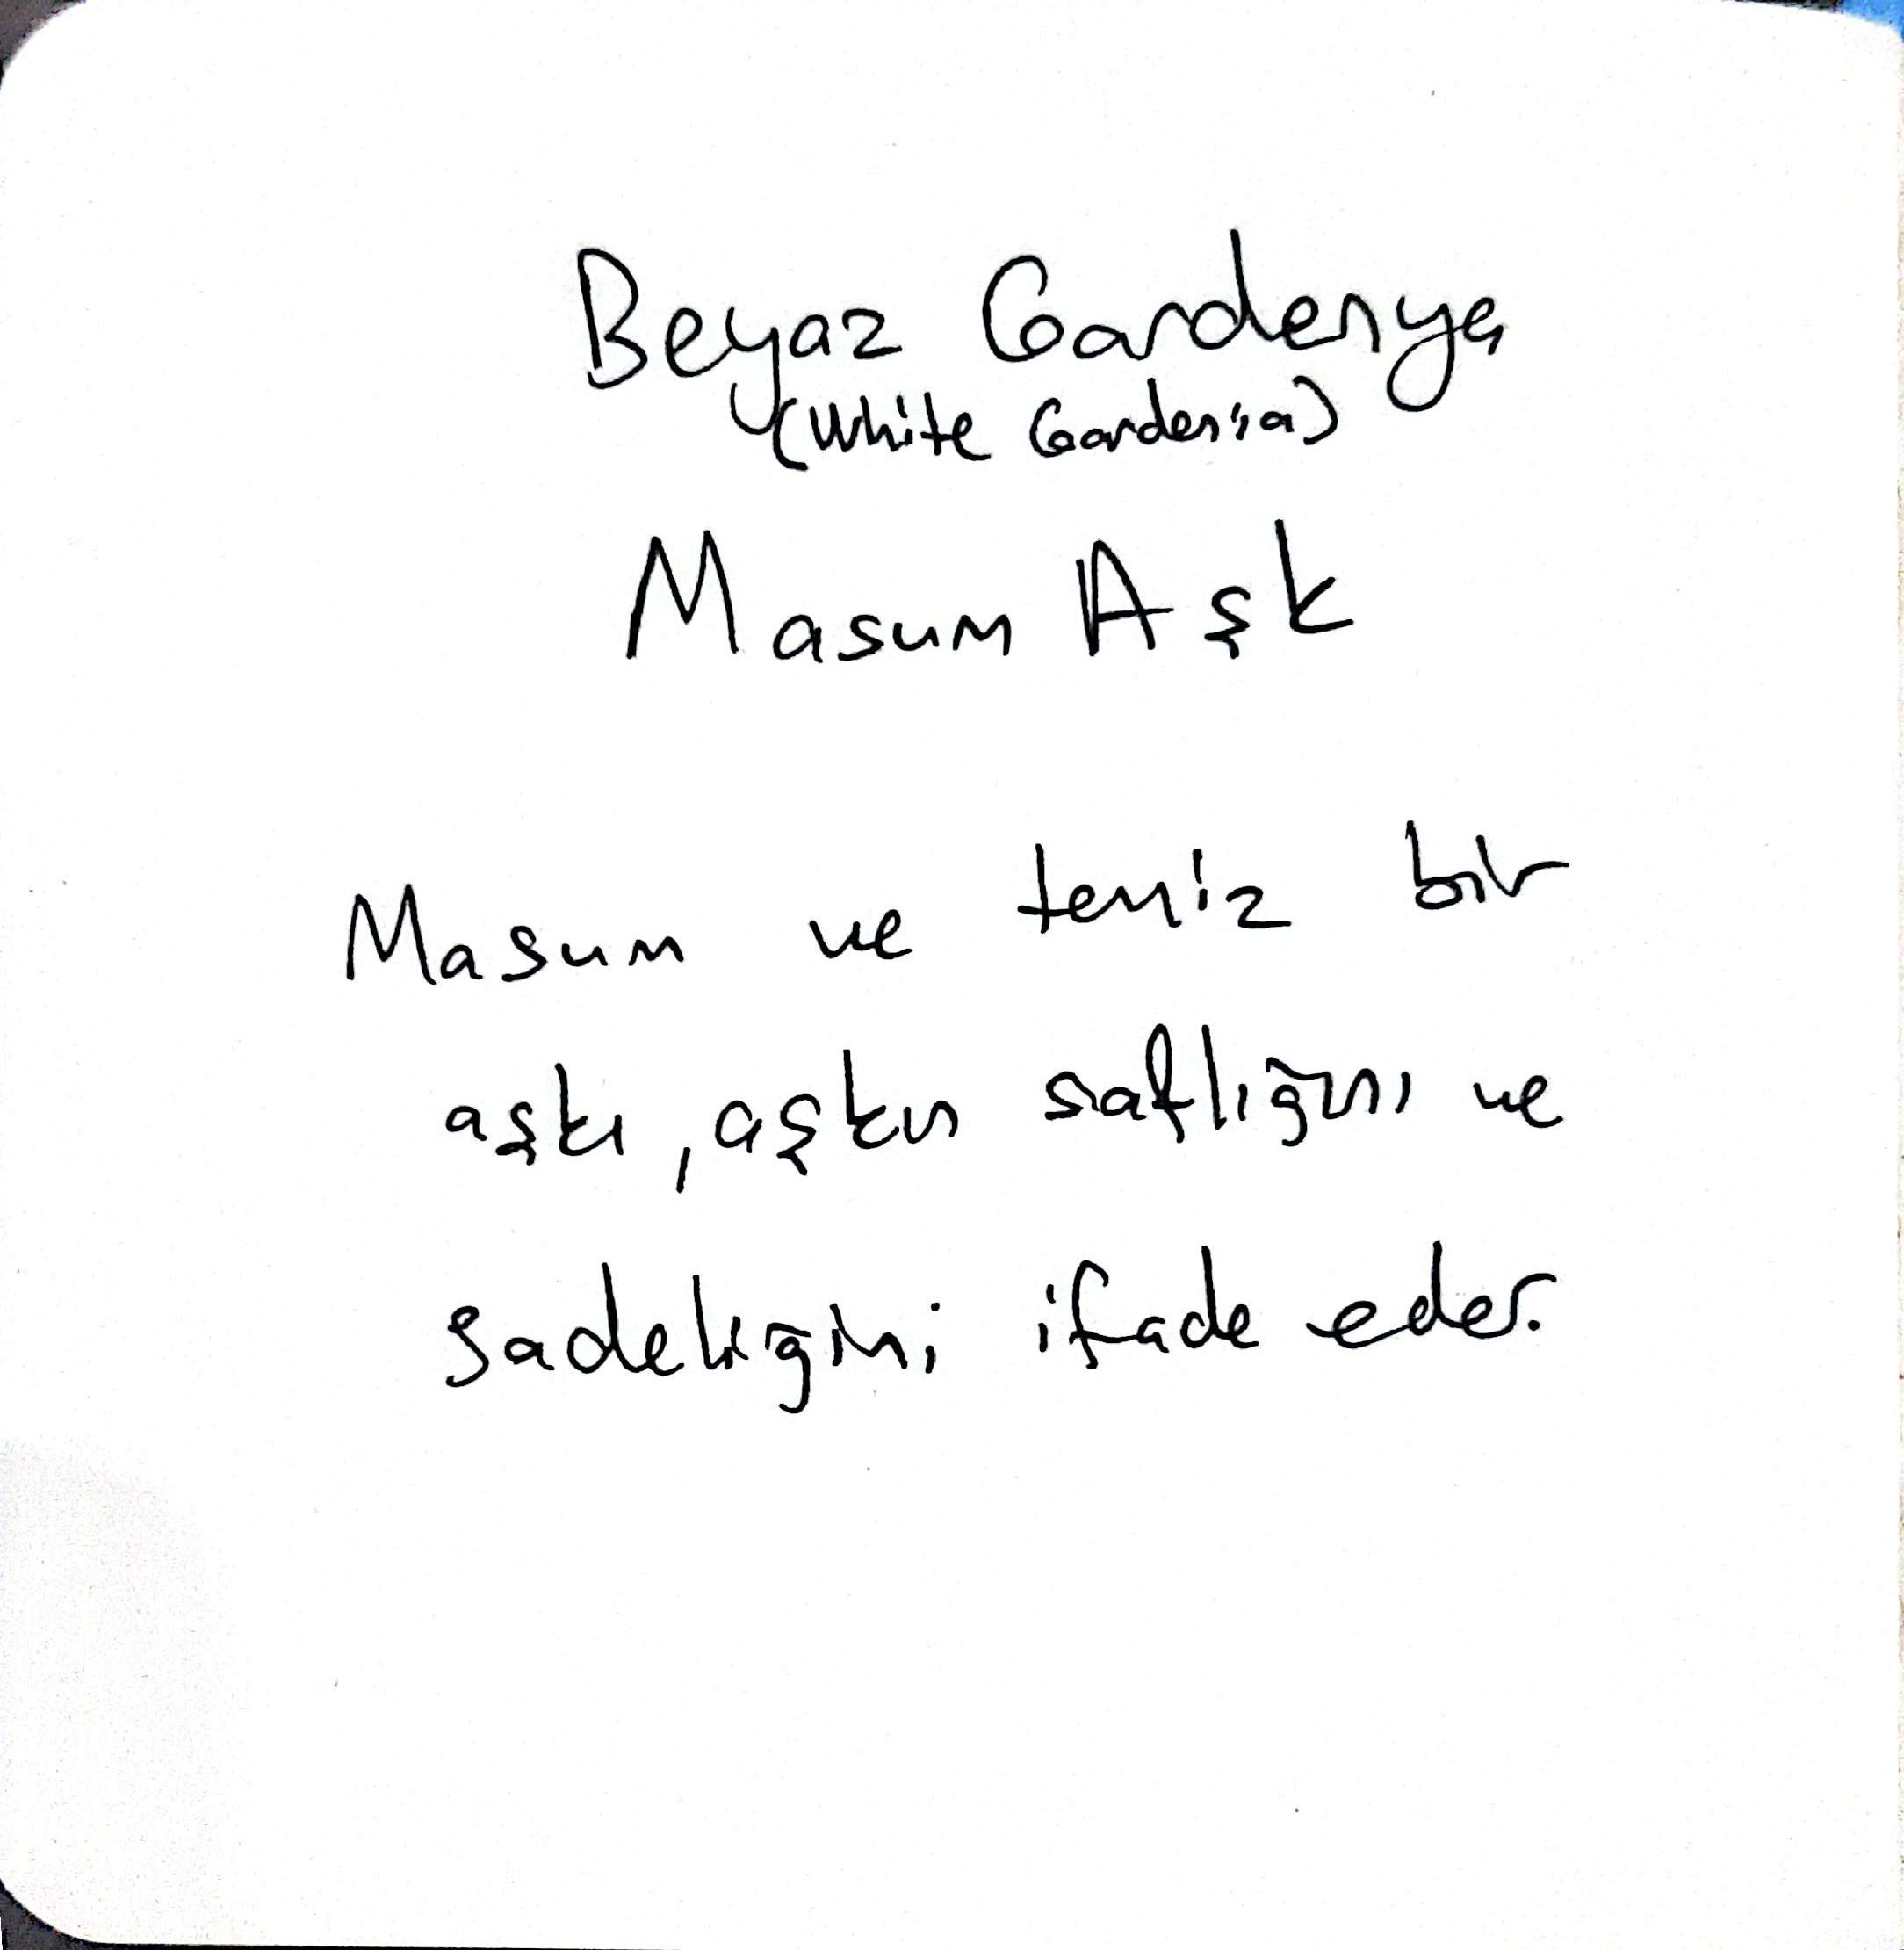 Beyaz Gardenya
(White Gardenia)
Masum Aşk
Masum ve temiz bir
aşkı, aşkın saflığını ve
sadeliğini ifade eder.